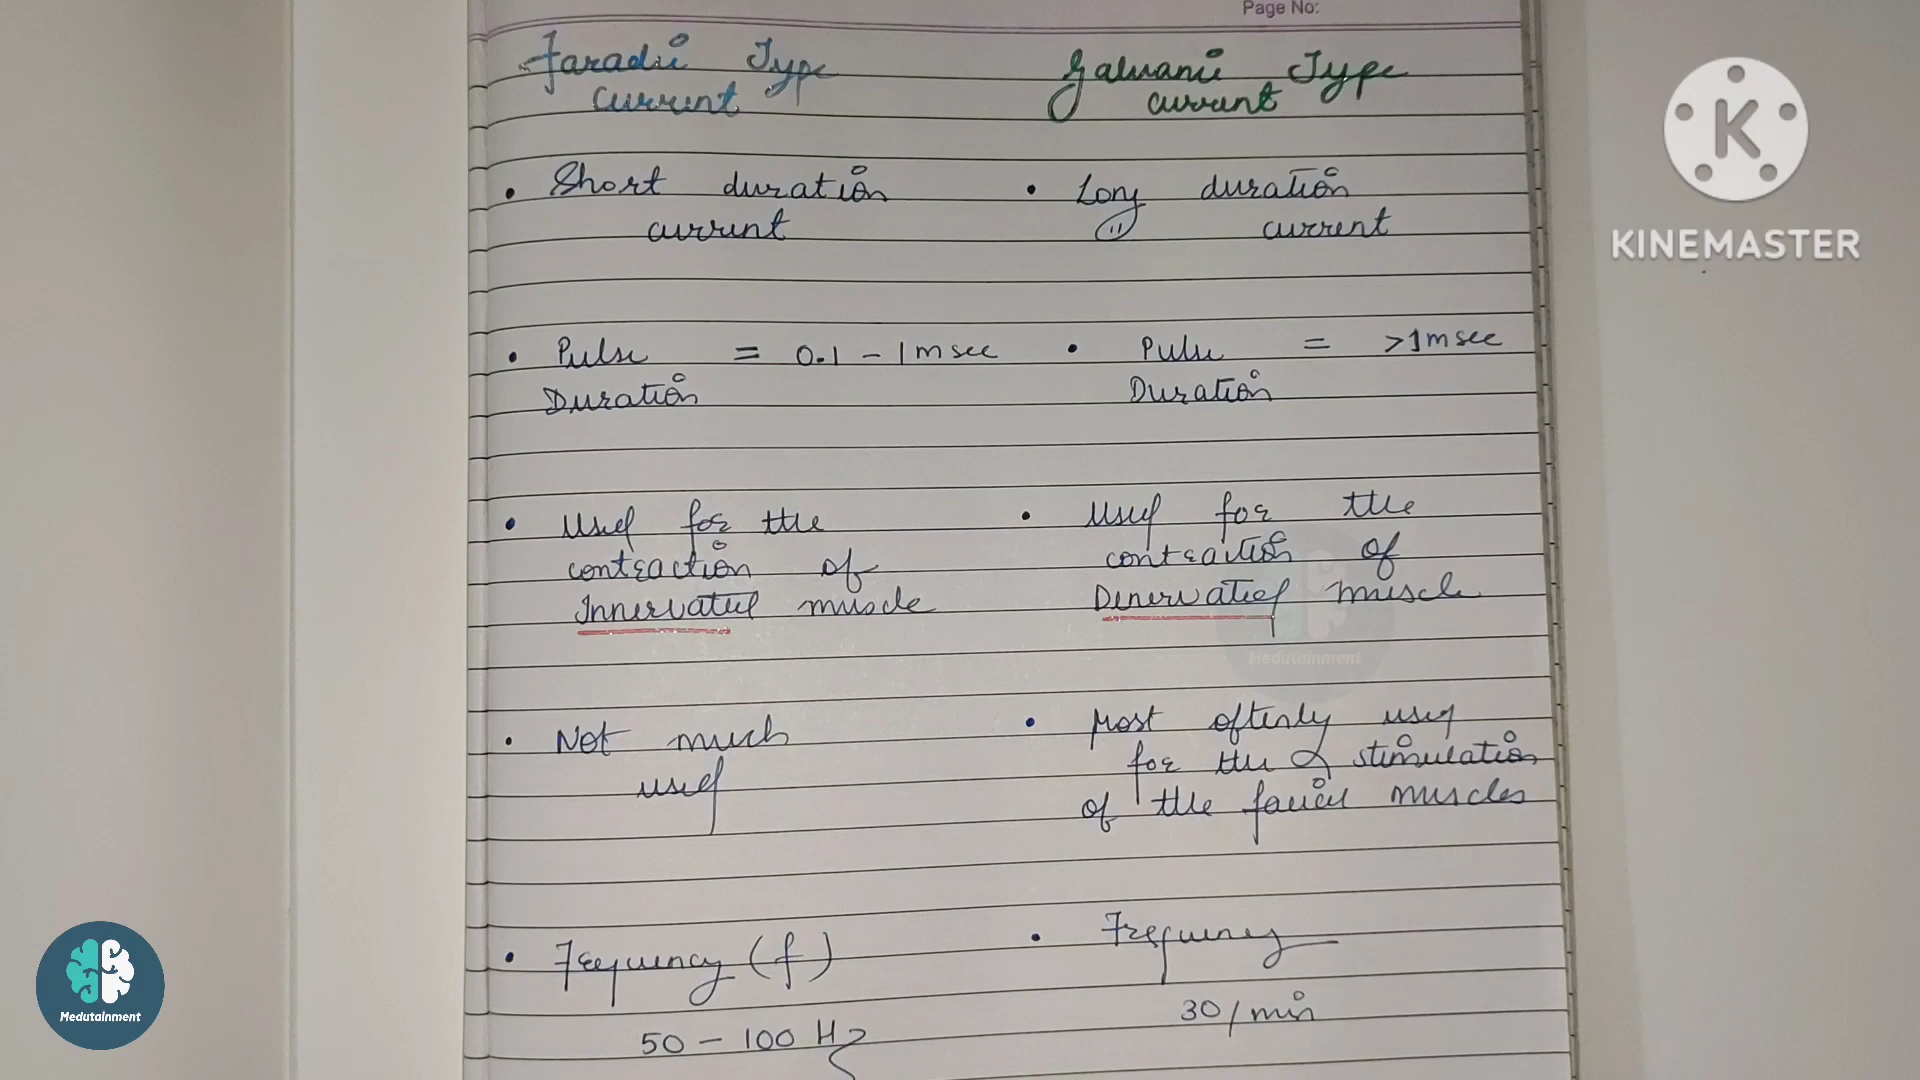 Page No:
Faradic Type
current
Galvanic Type
current
• Short duration
current
• Long duration
current
• Pulse = 0.1 - 1 msec
Duration
• Pulse = >1 msec
Duration
• Used for the
contraction of
Innervated muscle
• Used for the
contraction of
Denervated muscle
• Not much
used
• Most oftenly used
for the stimulation
of the facial muscles
• Frequency (f)
50 - 100 Hz
• Frequency
30/min
K
KINEMASTER
Medutainment
Medutainment